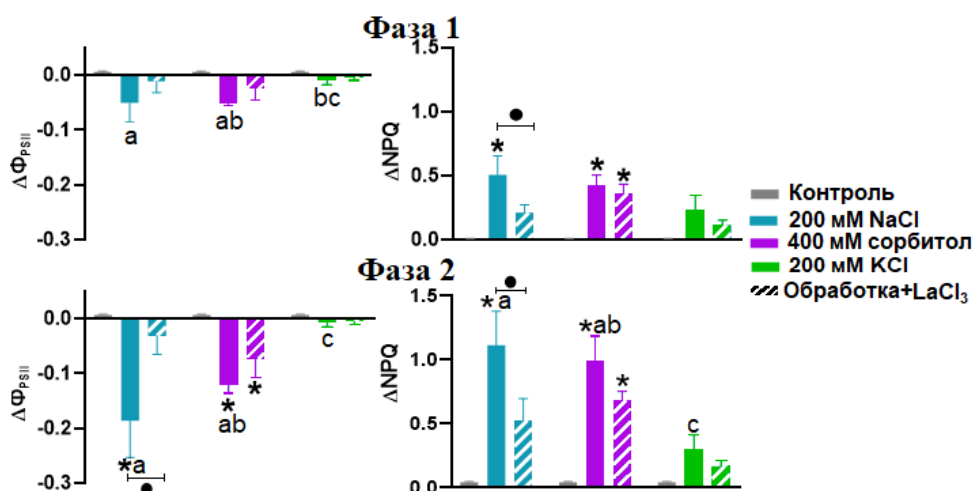 Фаза 1
0.0
-0.1
-0.2
-0.3
ΔΦPSII
a
ab
bc
1.5
1.0
0.5
0.0
ΔNPQ
*
*
*
Контроль
200 мМ NaCl
400 мМ сорбитол
200 мМ KCl
Обработка+LaCl₃
Фаза 2
0.0
-0.1
-0.2
-0.3
ΔΦPSII
*a
*
ab
*
c
1.5
1.0
0.5
0.0
ΔNPQ
*a
*ab
*
c